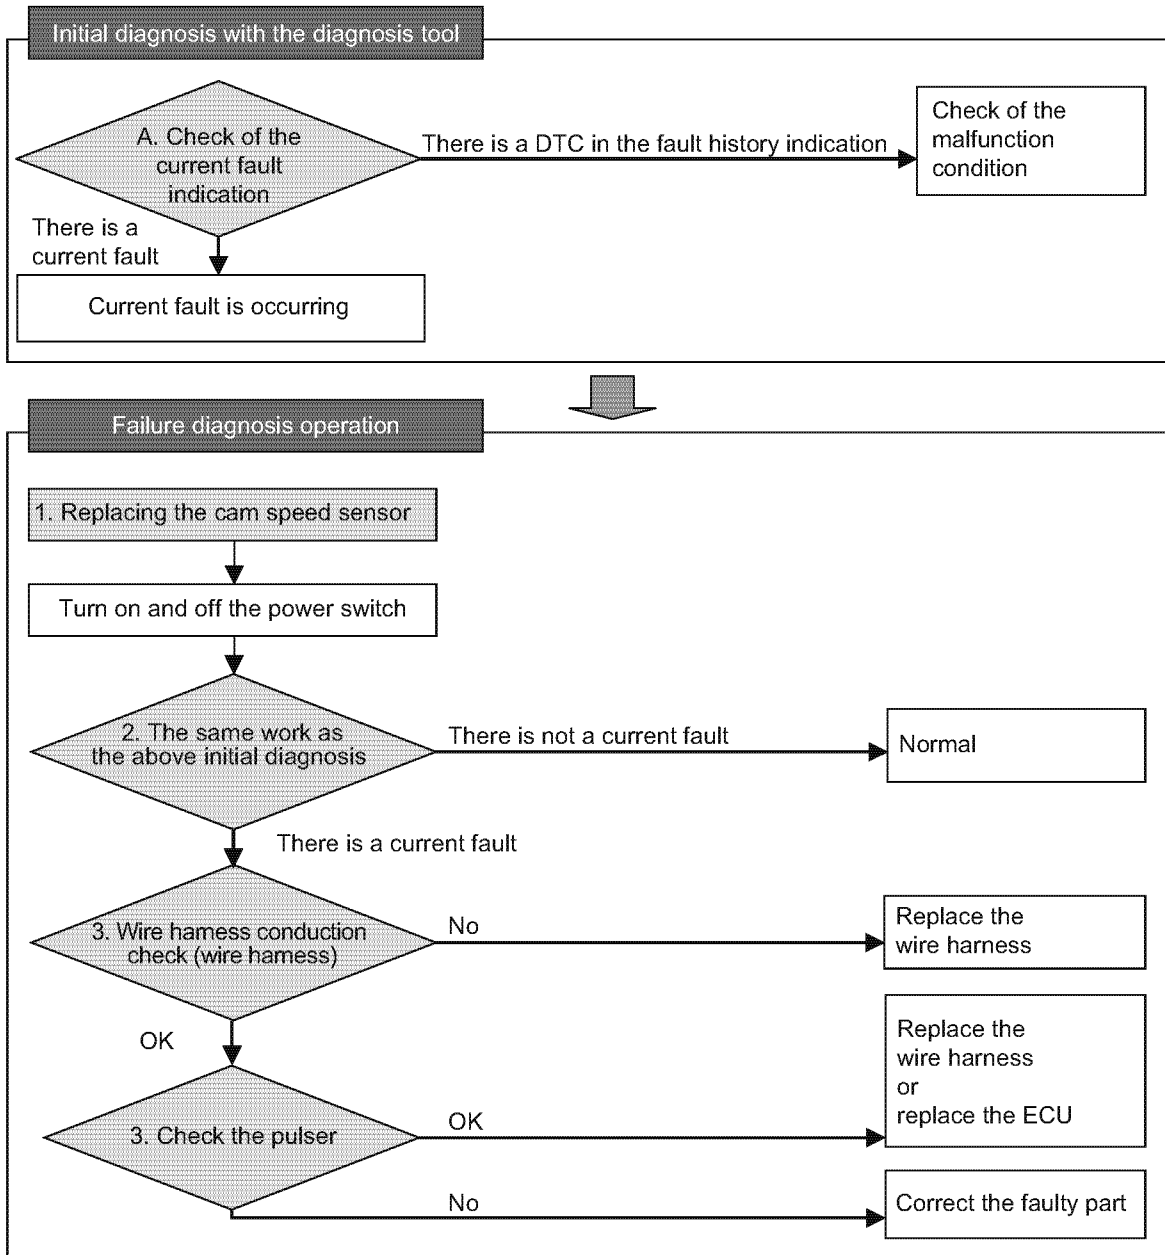 Initial diagnosis with the diagnosis tool
A. Check of the
current fault
indication
There is a DTC in the fault history indication
Check of the
malfunction
condition
There is a
current fault
Current fault is occurring
Failure diagnosis operation
1. Replacing the cam speed sensor
Turn on and off the power switch
2. The same work as
the above initial diagnosis
There is not a current fault
Normal
There is a current fault
3. Wire harness conduction
check (wire harness)
No
Replace the
wire harness
OK
3. Check the pulser
OK
Replace the
wire harness
or
replace the ECU
No
Correct the faulty part